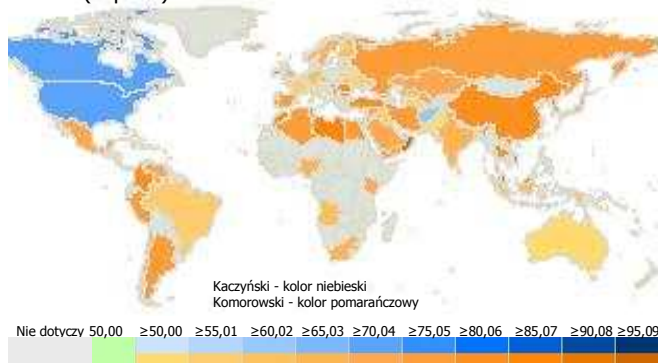 Kaczyński - kolor niebieski
Komorowski - kolor pomarańczowy
Nie dotyczy 50,00 ≥50,00 ≥55,01 ≥60,02 ≥65,03 ≥70,04 ≥75,05 ≥80,06 ≥85,07 ≥90,08 ≥95,09